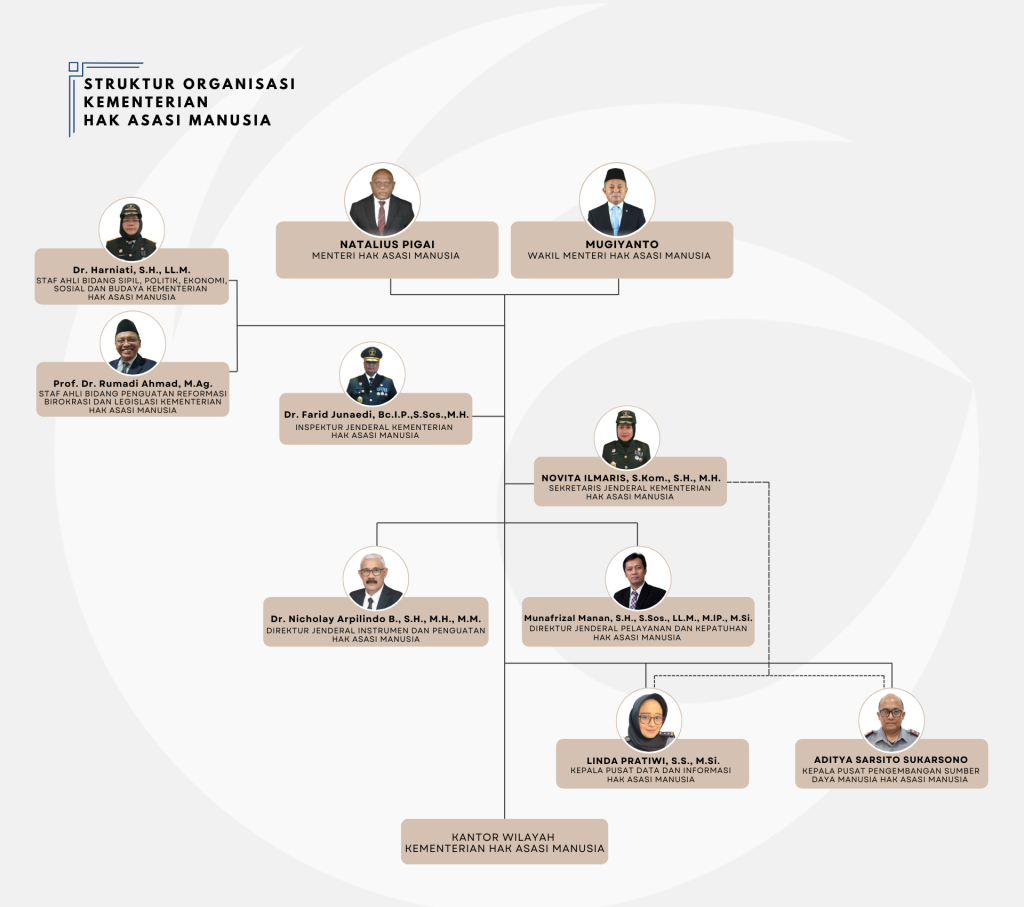 STRUKTUR ORGANISASI
KEMENTERIAN
HAK ASASI MANUSIA
NATALIUS PIGAI
MENTERI HAK ASASI MANUSIA
MUGIYANTO
WAKIL MENTERI HAK ASASI MANUSIA
Dr. Harniati, S.H., LL.M.
STAF AHLI BIDANG SIPIL, POLITIK, EKONOMI,
SOSIAL DAN BUDAYA KEMENTERIAN
HAK ASASI MANUSIA
Prof. Dr. Rumadi Ahmad, M.Ag.
STAF AHLI BIDANG PENGUATAN REFORMASI
BIROKRASI DAN LEGISLASI KEMENTERIAN
HAK ASASI MANUSIA
Dr. Farid Junaedi, Bc.I.P.,S.Sos.,M.H.
INSPEKTUR JENDERAL KEMENTERIAN
HAK ASASI MANUSIA
NOVITA ILMARIS, S.Kom., S.H., M.H.
SEKRETARIS JENDERAL KEMENTERIAN
HAK ASASI MANUSIA
Dr. Nicholay Arpilindo B., S.H., M.H., M.M.
DIREKTUR JENDERAL INSTRUMEN DAN PENGUATAN
HAK ASASI MANUSIA
Munafrizal Manan, S.H., S.Sos., LL.M., M.IP., M.Si.
DIREKTUR JENDERAL PELAYANAN DAN KEPATUHAN
HAK ASASI MANUSIA
LINDA PRATIWI, S.S., M.Si.
KEPALA PUSAT DATA DAN INFORMASI
HAK ASASI MANUSIA
ADITYA SARSITO SUKARSONO
KEPALA PUSAT PENGEMBANGAN SUMBER
DAYA MANUSIA HAK ASASI MANUSIA
KANTOR WILAYAH
KEMENTERIAN HAK ASASI MANUSIA